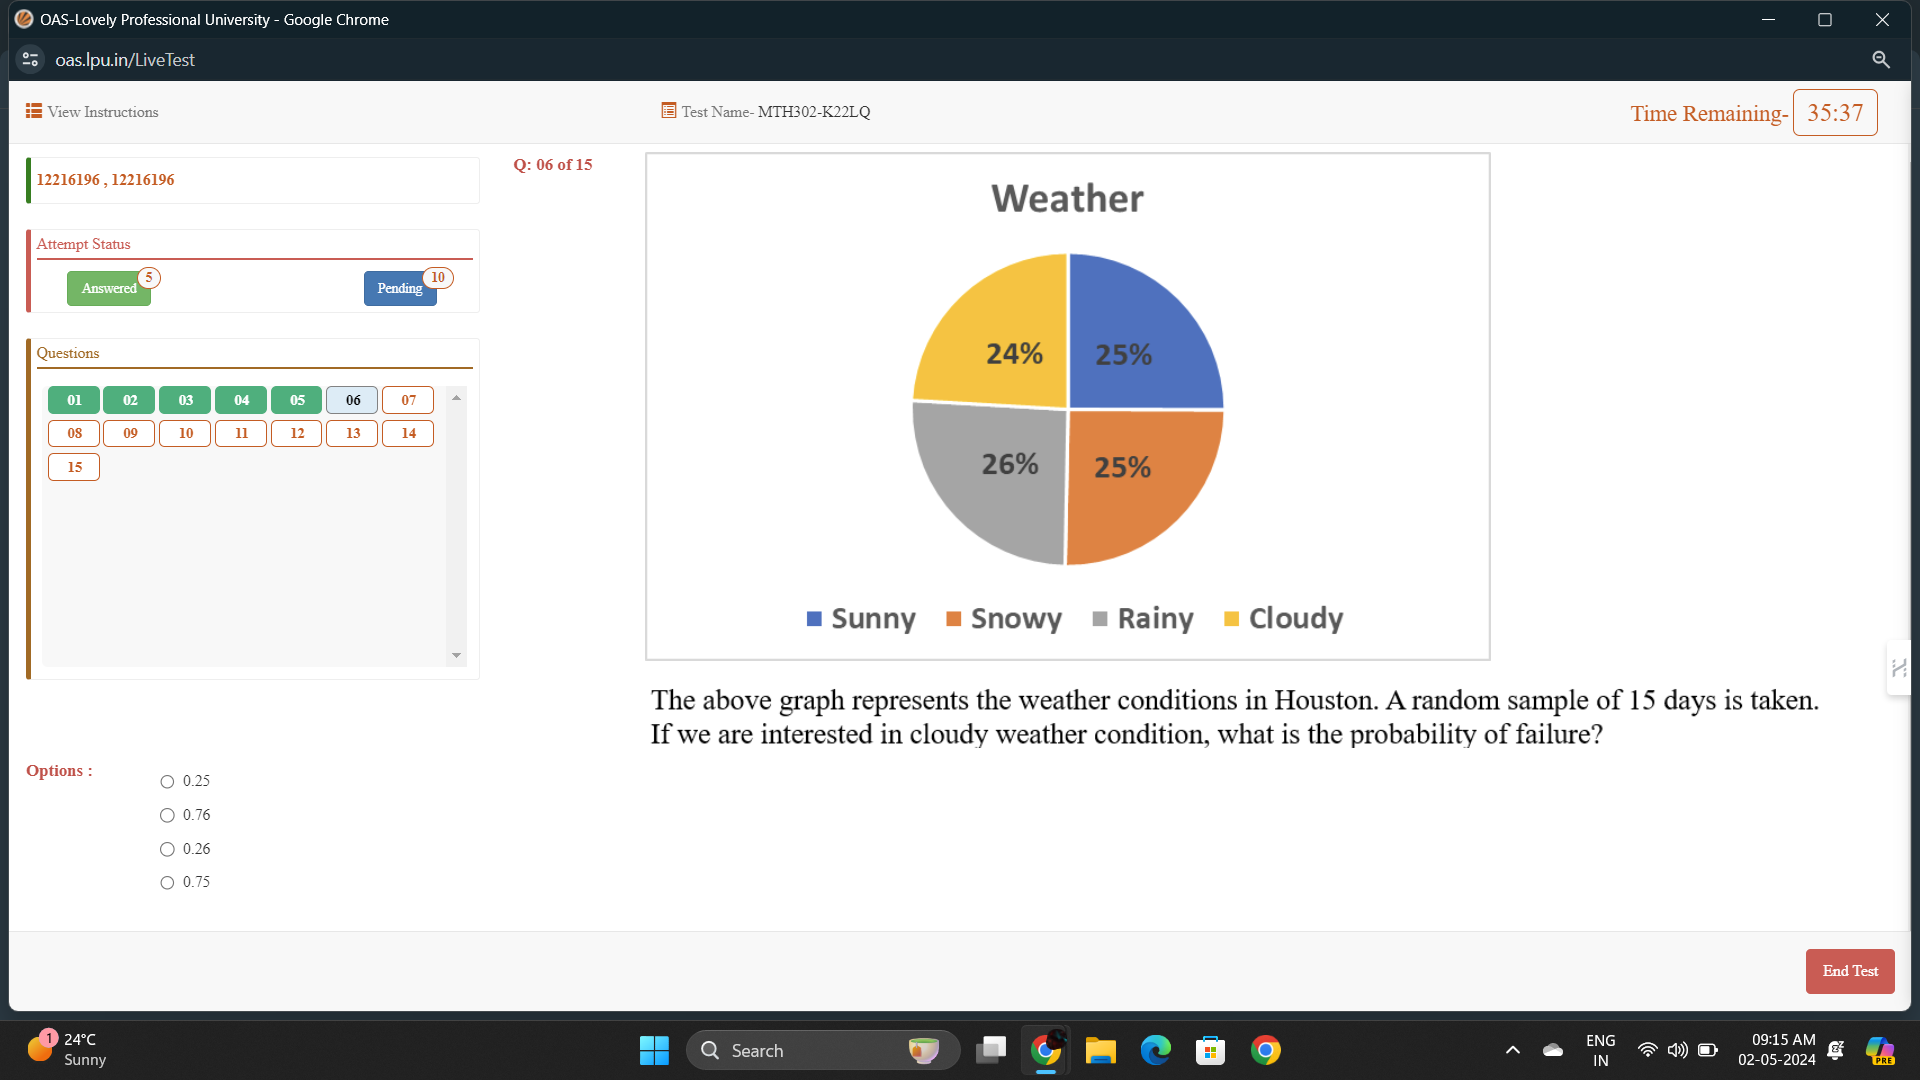 OAS-Lovely Professional University - Google Chrome
oas.lpu.in/LiveTest
View Instructions
Test Name- MTH302-K22LQ
Time Remaining- 35:37
12216196 , 12216196
Attempt Status
Answered 5
Pending 10
Questions
01 02 03 04 05 06 07
08 09 10 11 12 13 14
15
Q: 06 of 15
Weather
24% 25%
26% 25%
Sunny Snowy Rainy Cloudy
The above graph represents the weather conditions in Houston. A random sample of 15 days is taken.
If we are interested in cloudy weather condition, what is the probability of failure?
Options :
0.25
0.76
0.26
0.75
End Test
1
24°C
Sunny
Search
ENG
IN
09:15 AM
02-05-2024
PRE